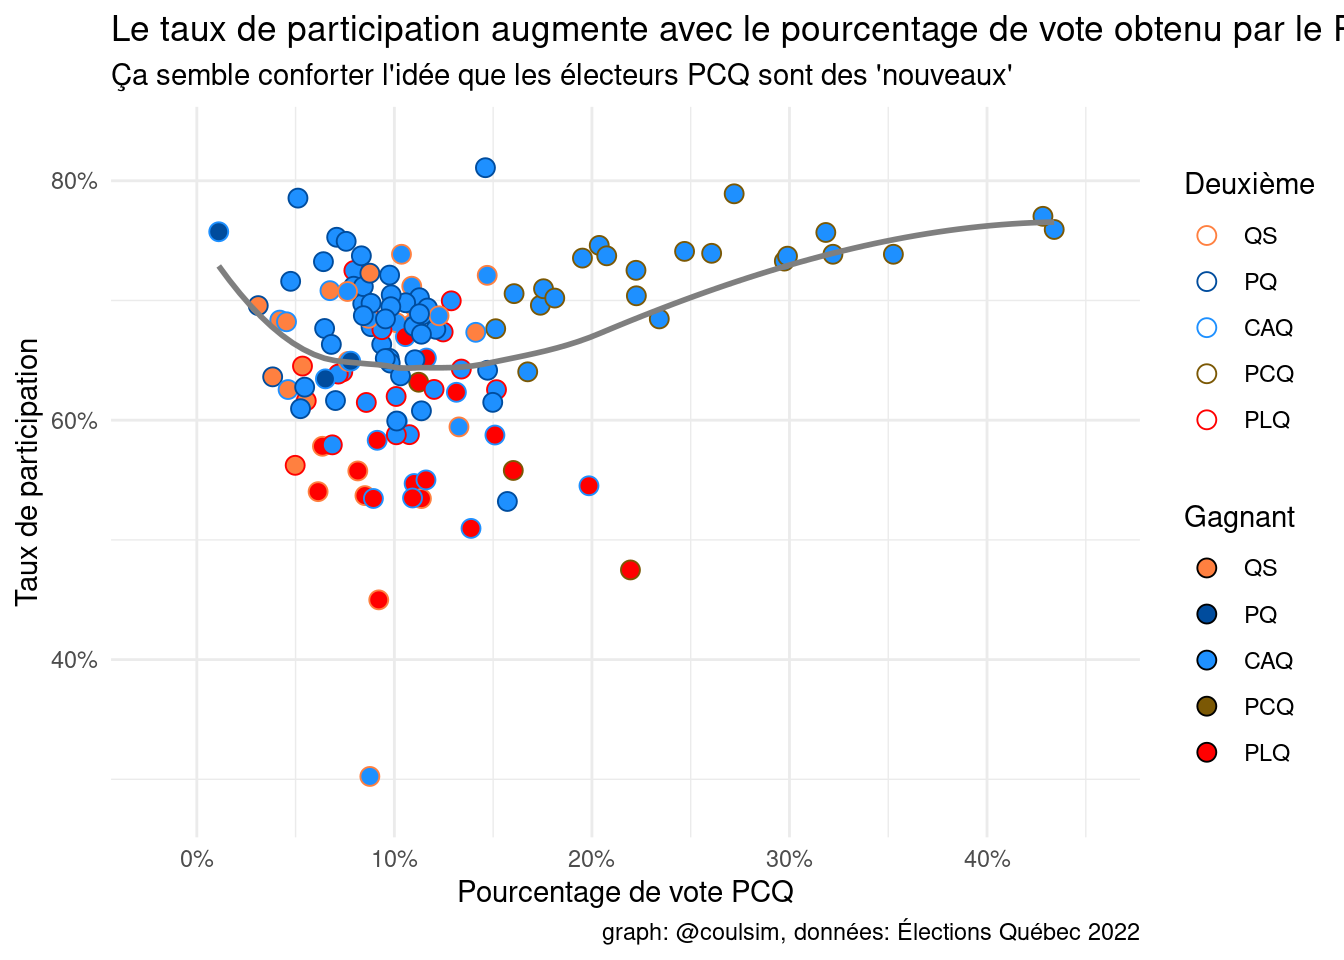 Le taux de participation augmente avec le pourcentage de vote obtenu par le
Ça semble conforter l'idée que les électeurs PCQ sont des 'nouveaux'
Taux de participation
80%
60%
40%
0%
10%
20%
30%
40%
Pourcentage de vote PCQ
graph: @coulsim, données: Élections Québec 2022
Deuxième
QS
PQ
CAQ
PCQ
PLQ
Gagnant
QS
PQ
CAQ
PCQ
PLQ